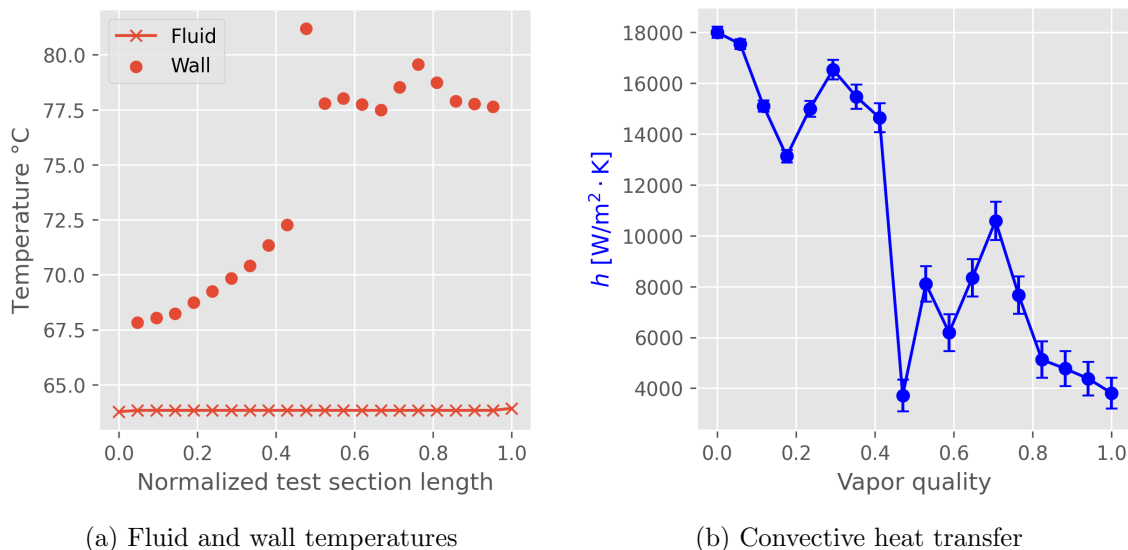 Fluid
Wall
Temperature °C
80.0
77.5
75.0
72.5
70.0
67.5
65.0
0.0 0.2 0.4 0.6 0.8 1.0
Normalized test section length
(a) Fluid and wall temperatures
h [W/m² · K]
18000
16000
14000
12000
10000
8000
6000
4000
0.0 0.2 0.4 0.6 0.8 1.0
Vapor quality
(b) Convective heat transfer